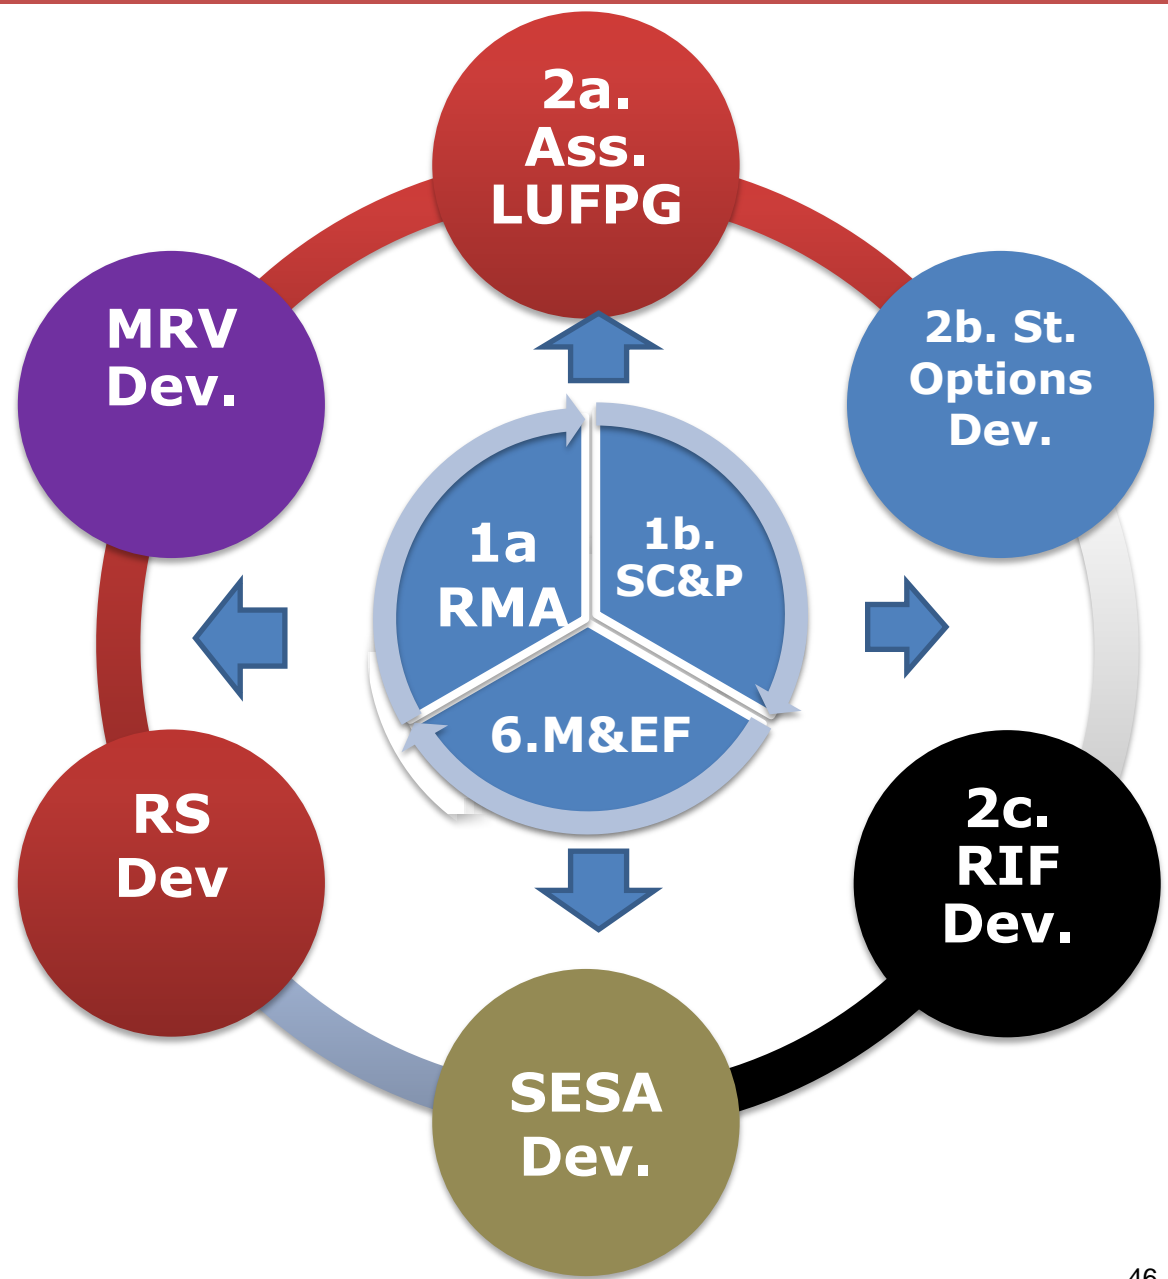 2a.
Ass.
LUFPG
MRV
Dev.
2b. St.
Options
Dev.
1a
RMA
1b.
SC&P
6.M&EF
RS
Dev
2c.
RIF
Dev.
SESA
Dev.
46